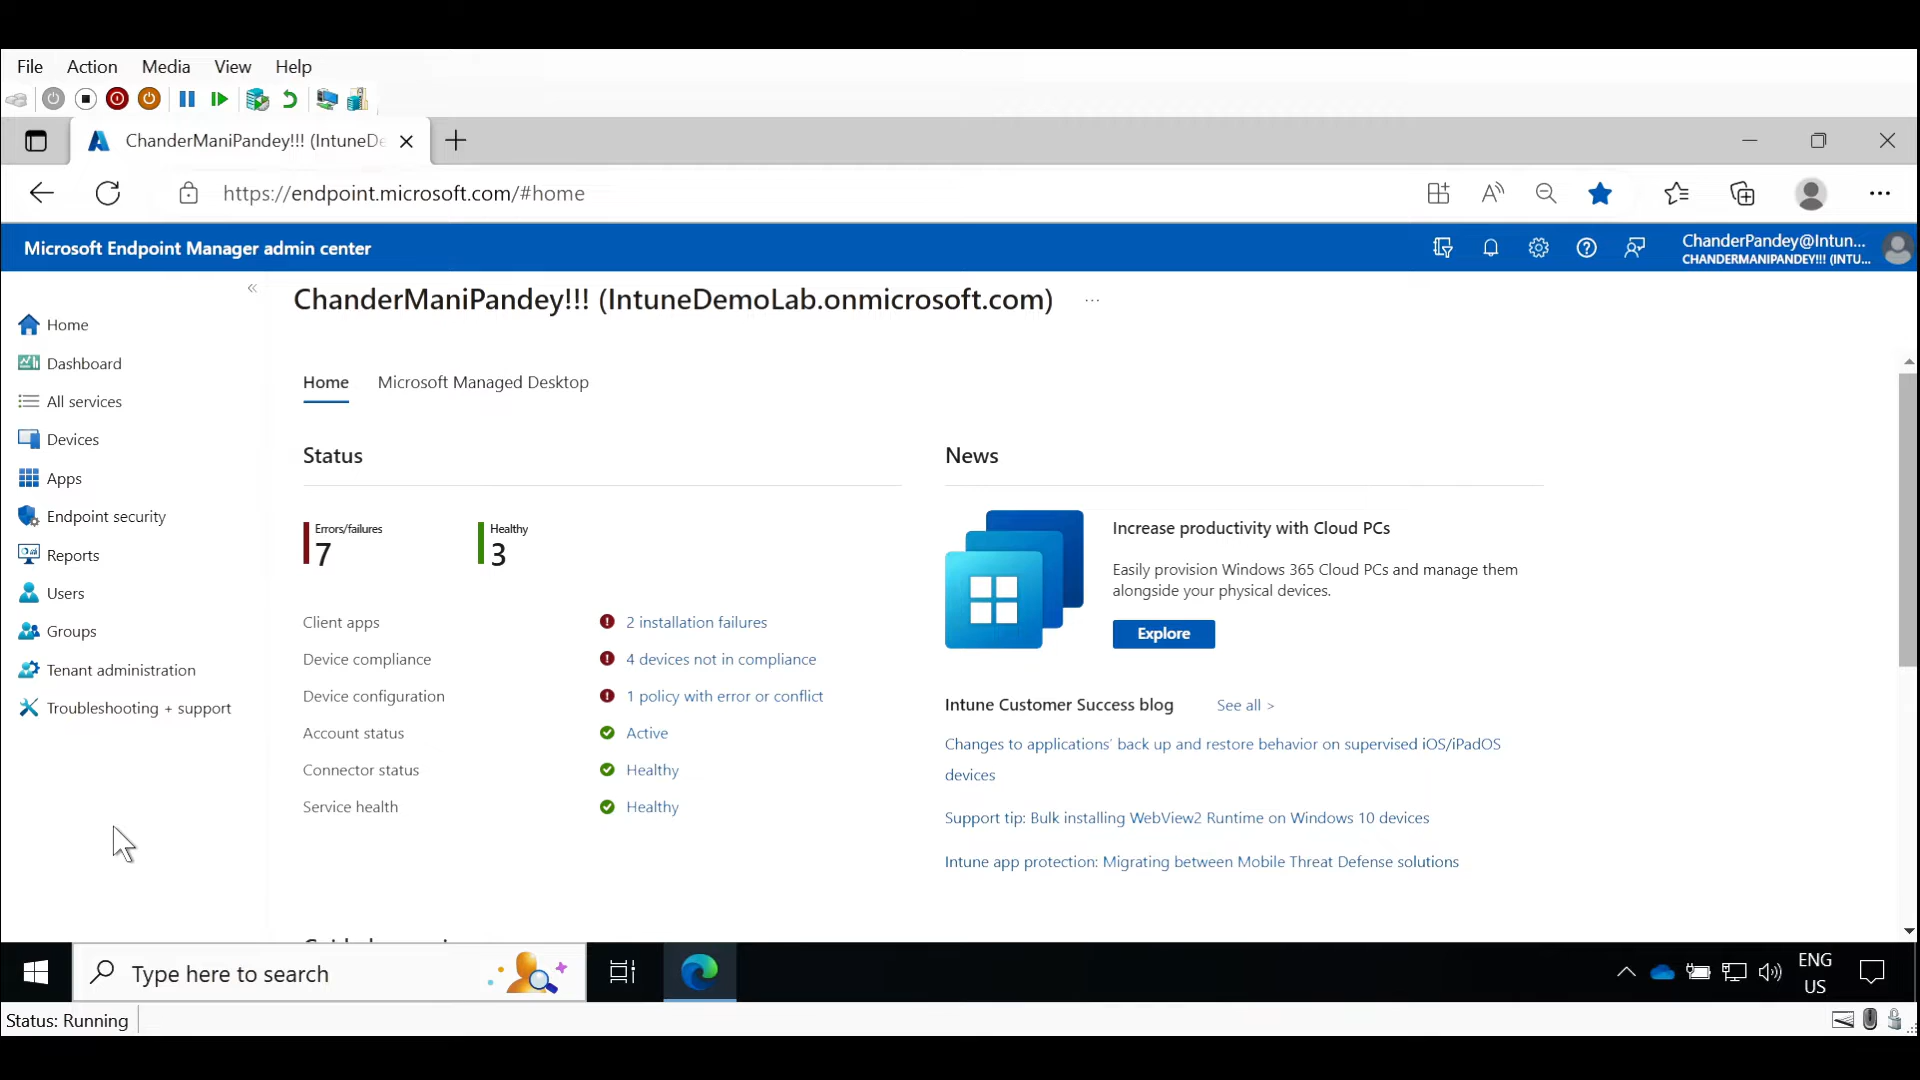 File Action Media View Help
ChanderManiPandey!!! (IntuneDe
https://endpoint.microsoft.com/#home
Microsoft Endpoint Manager admin center
ChanderPandey@Intun...
CHANDERMANIPANDEY!!! (INTU...
«
ChanderManiPandey!!! (IntuneDemoLab.onmicrosoft.com) ...
Home
Dashboard
All services
Devices
Apps
Endpoint security
Reports
Users
Groups
Tenant administration
Troubleshooting + support
Home Microsoft Managed Desktop
Status
Errors/failures
7
Healthy
3
Client apps 2 installation failures
Device compliance 4 devices not in compliance
Device configuration 1 policy with error or conflict
Account status Active
Connector status Healthy
Service health Healthy
News
Increase productivity with Cloud PCs
Easily provision Windows 365 Cloud PCs and manage them
alongside your physical devices.
Explore
Intune Customer Success blog See all >
Changes to applications' back up and restore behavior on supervised iOS/iPadOS
devices
Support tip: Bulk installing WebView2 Runtime on Windows 10 devices
Intune app protection: Migrating between Mobile Threat Defense solutions
Type here to search
ENG
US
Status: Running